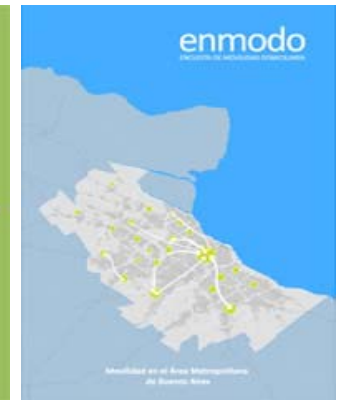 enmodo
ENCUESTA DE MOVILIDAD DOMICILIARIA
Movilidad en el Área Metropolitana
de Buenos Aires